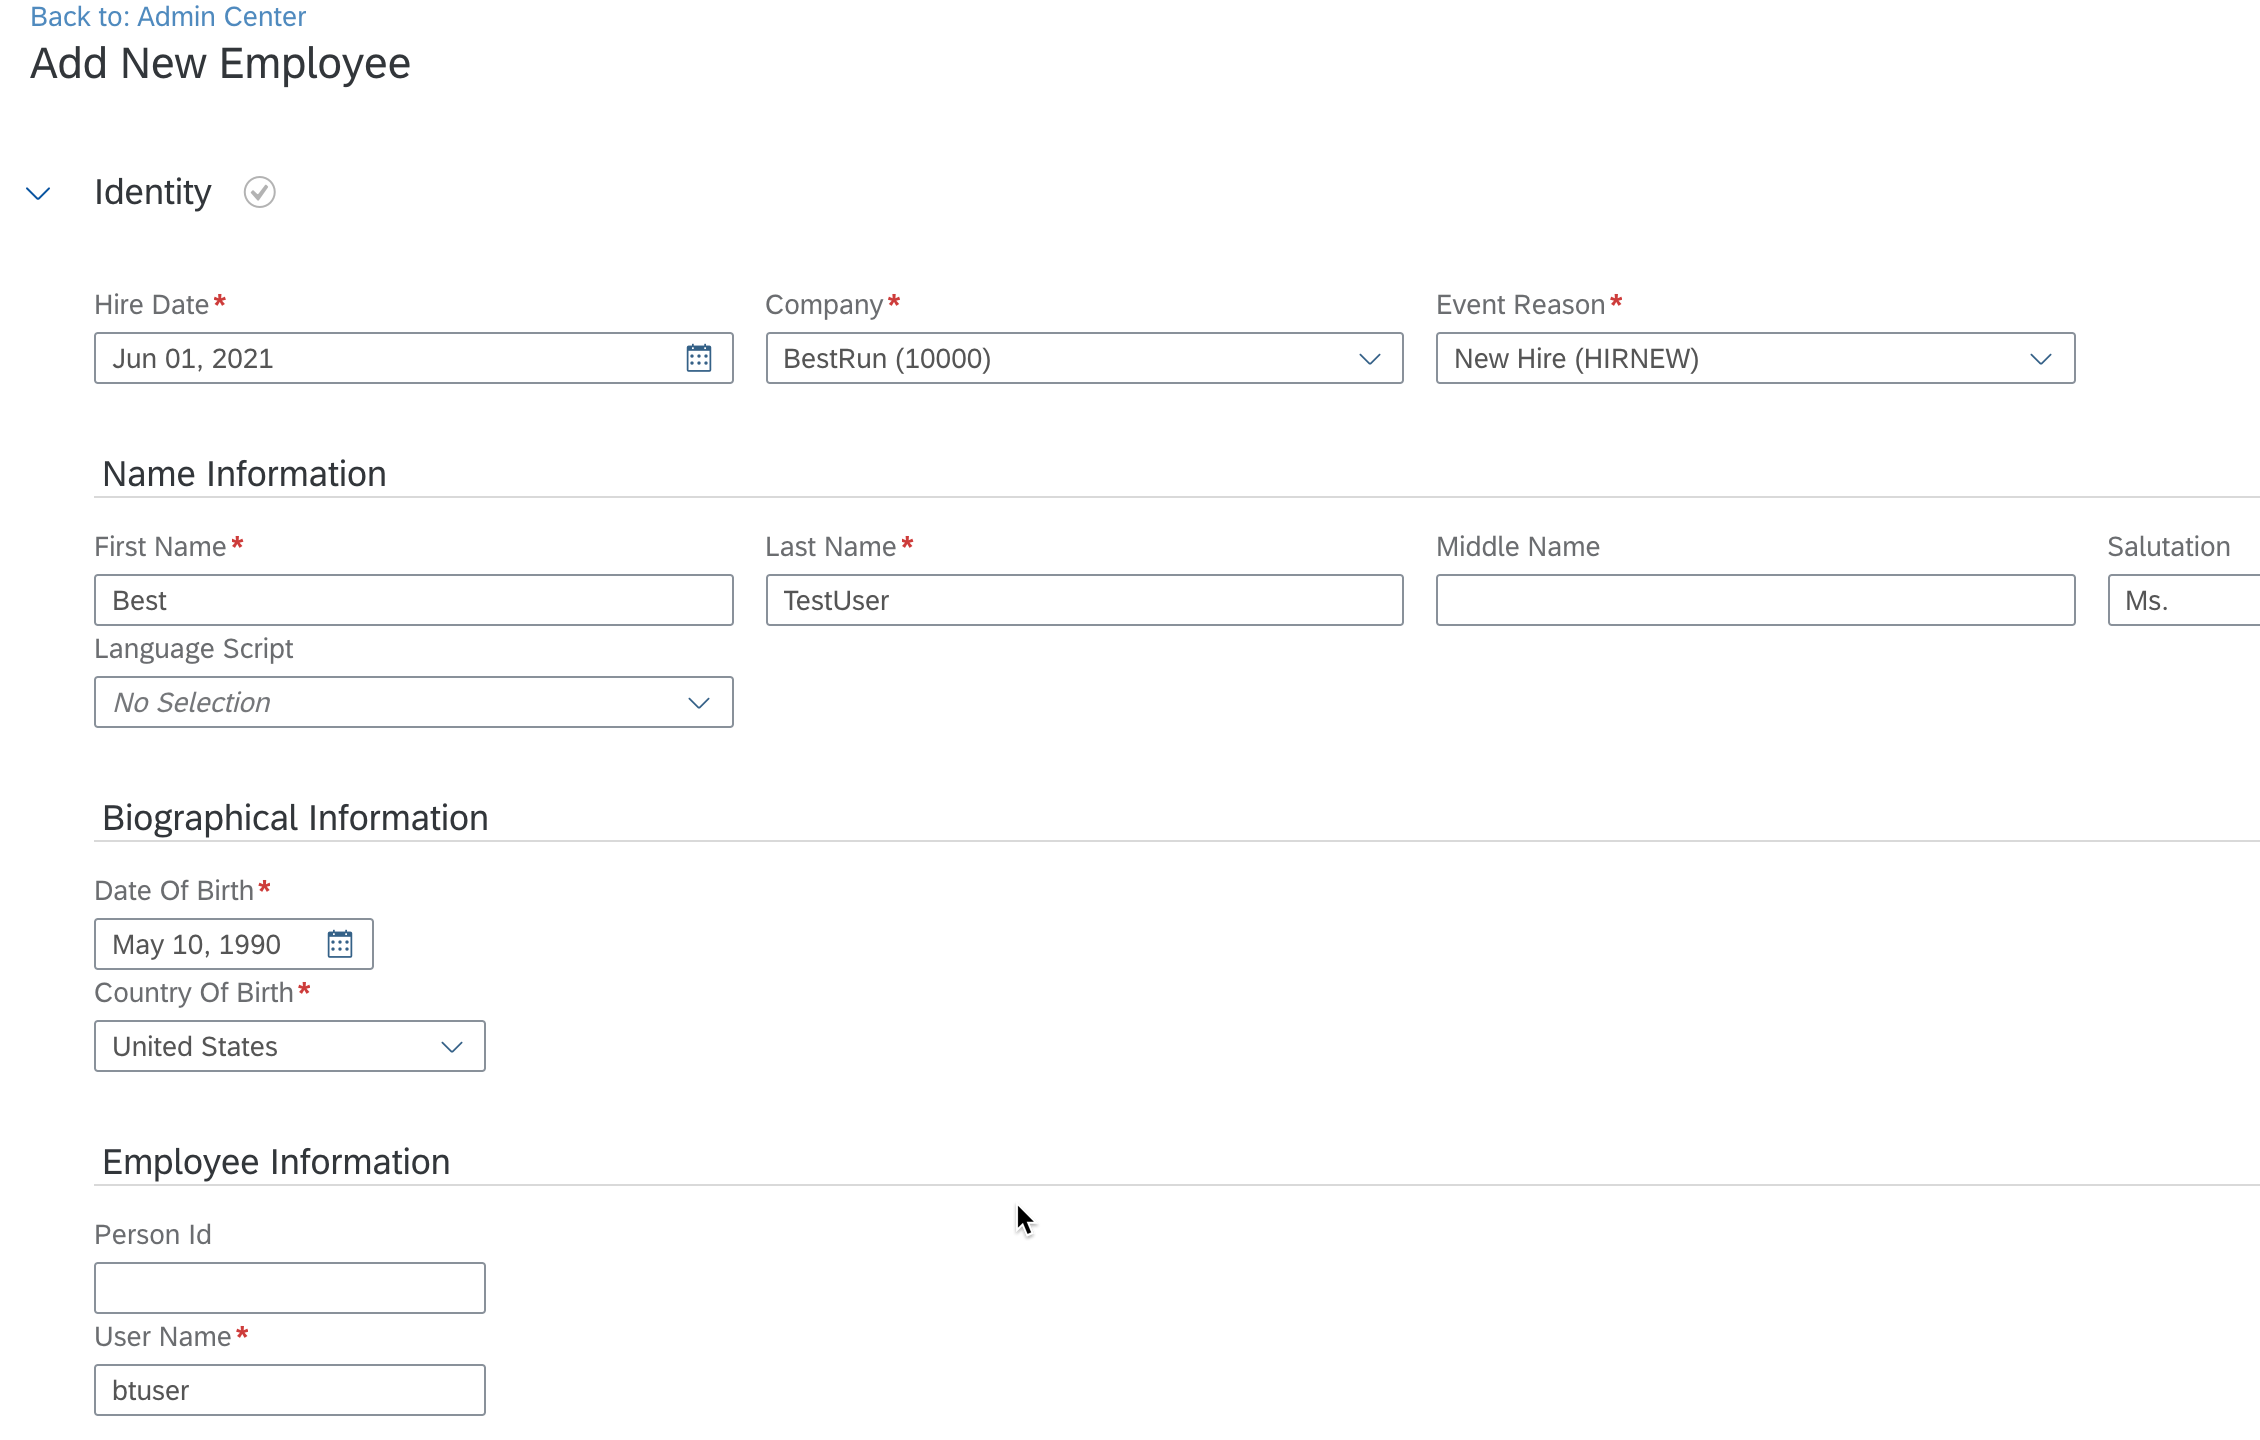 Back to: Admin Center
Add New Employee
Identity
Hire Date* Company* Event Reason*
Jun 01, 2021 BestRun (10000) New Hire (HIRNEW)
Name Information
First Name* Last Name* Middle Name Salutation
Best TestUser Ms.
Language Script
No Selection
Biographical Information
Date Of Birth*
May 10, 1990
Country Of Birth*
United States
Employee Information
Person Id
User Name*
btuser